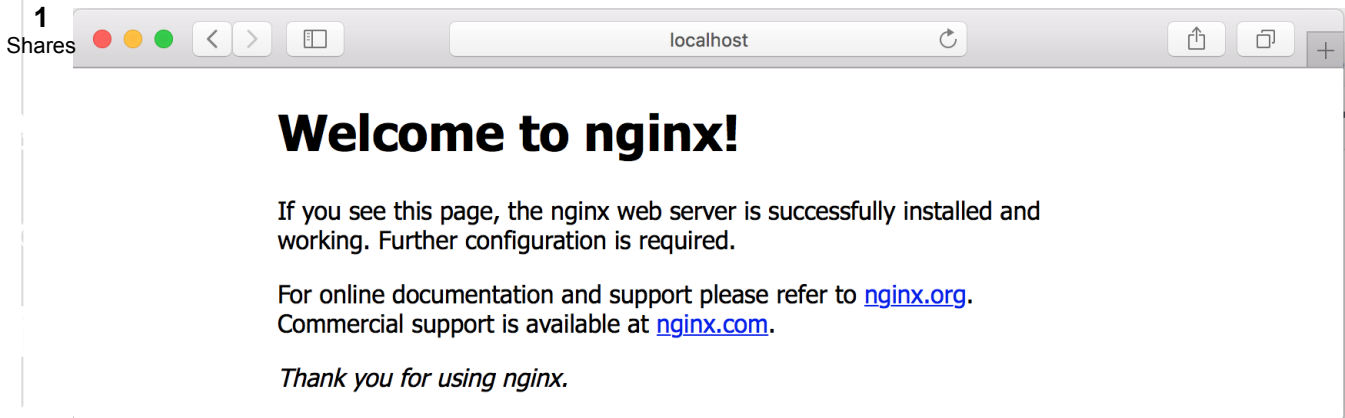 1
Shares
localhost
Welcome to nginx!
If you see this page, the nginx web server is successfully installed and
working. Further configuration is required.
For online documentation and support please refer to nginx.org.
Commercial support is available at nginx.com.
Thank you for using nginx.